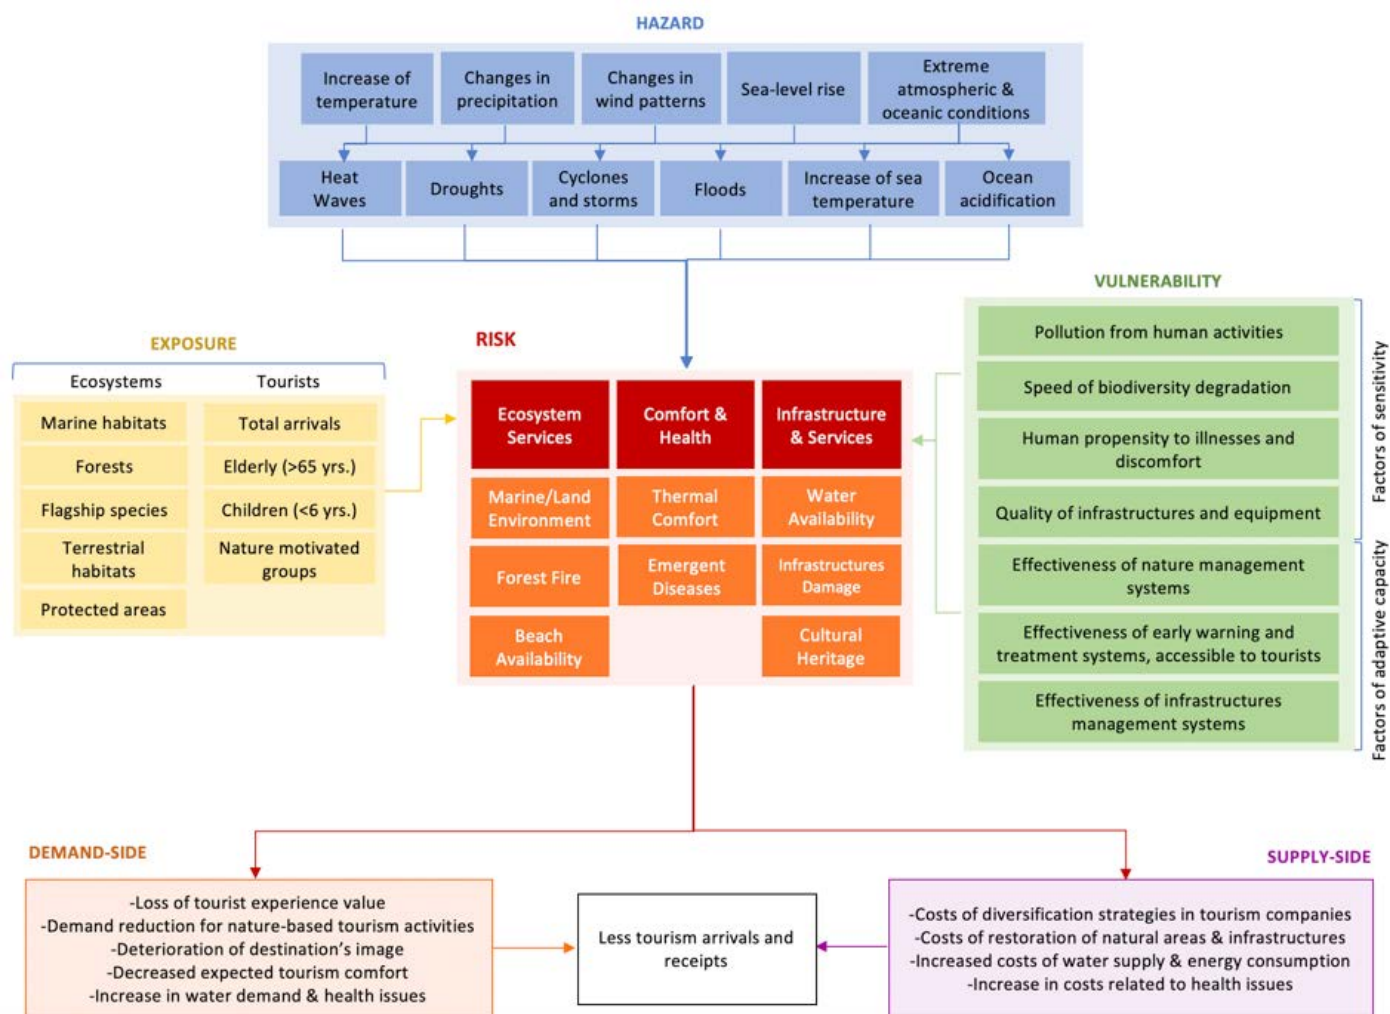 HAZARD
Increase of
temperature
Changes in
precipitation
Changes in
wind patterns
Sea-level rise
Extreme
atmospheric &
oceanic conditions
Heat
Waves
Droughts
Cyclones
and storms
Floods
Increase of sea
temperature
Ocean
acidification
EXPOSURE
Ecosystems
Tourists
Marine habitats
Forests
Flagship species
Terrestrial
habitats
Protected areas
Total arrivals
Elderly (>65 yrs.)
Children (<6 yrs.)
Nature motivated
groups
RISK
Ecosystem
Services
Comfort &
Health
Infrastructure
& Services
Marine/Land
Environment
Thermal
Comfort
Water
Availability
Forest Fire
Emergent
Diseases
Infrastructures
Damage
Beach
Availability
Cultural
Heritage
VULNERABILITY
Pollution from human activities
Speed of biodiversity degradation
Human propensity to illnesses and
discomfort
Quality of infrastructures and equipment
Effectiveness of nature management
systems
Effectiveness of early warning and
treatment systems, accessible to tourists
Effectiveness of infrastructures
management systems
Factors of sensitivity
Factors of adaptive capacity
DEMAND-SIDE
-Loss of tourist experience value
-Demand reduction for nature-based tourism activities
-Deterioration of destination's image
-Decreased expected tourism comfort
-Increase in water demand & health issues
Less tourism arrivals and
receipts
SUPPLY-SIDE
-Costs of diversification strategies in tourism companies
-Costs of restoration of natural areas & infrastructures
-Increased costs of water supply & energy consumption
-Increase in costs related to health issues